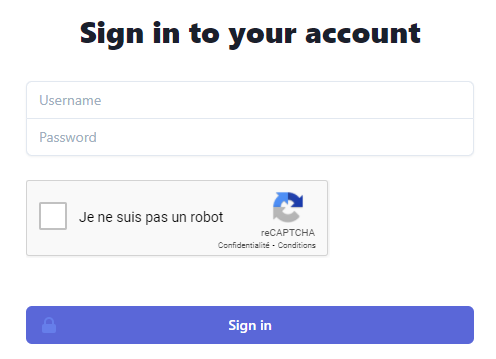 Sign in to your account
Username
Password
Je ne suis pas un robot
reCAPTCHA
Confidentialité - Conditions
Sign in